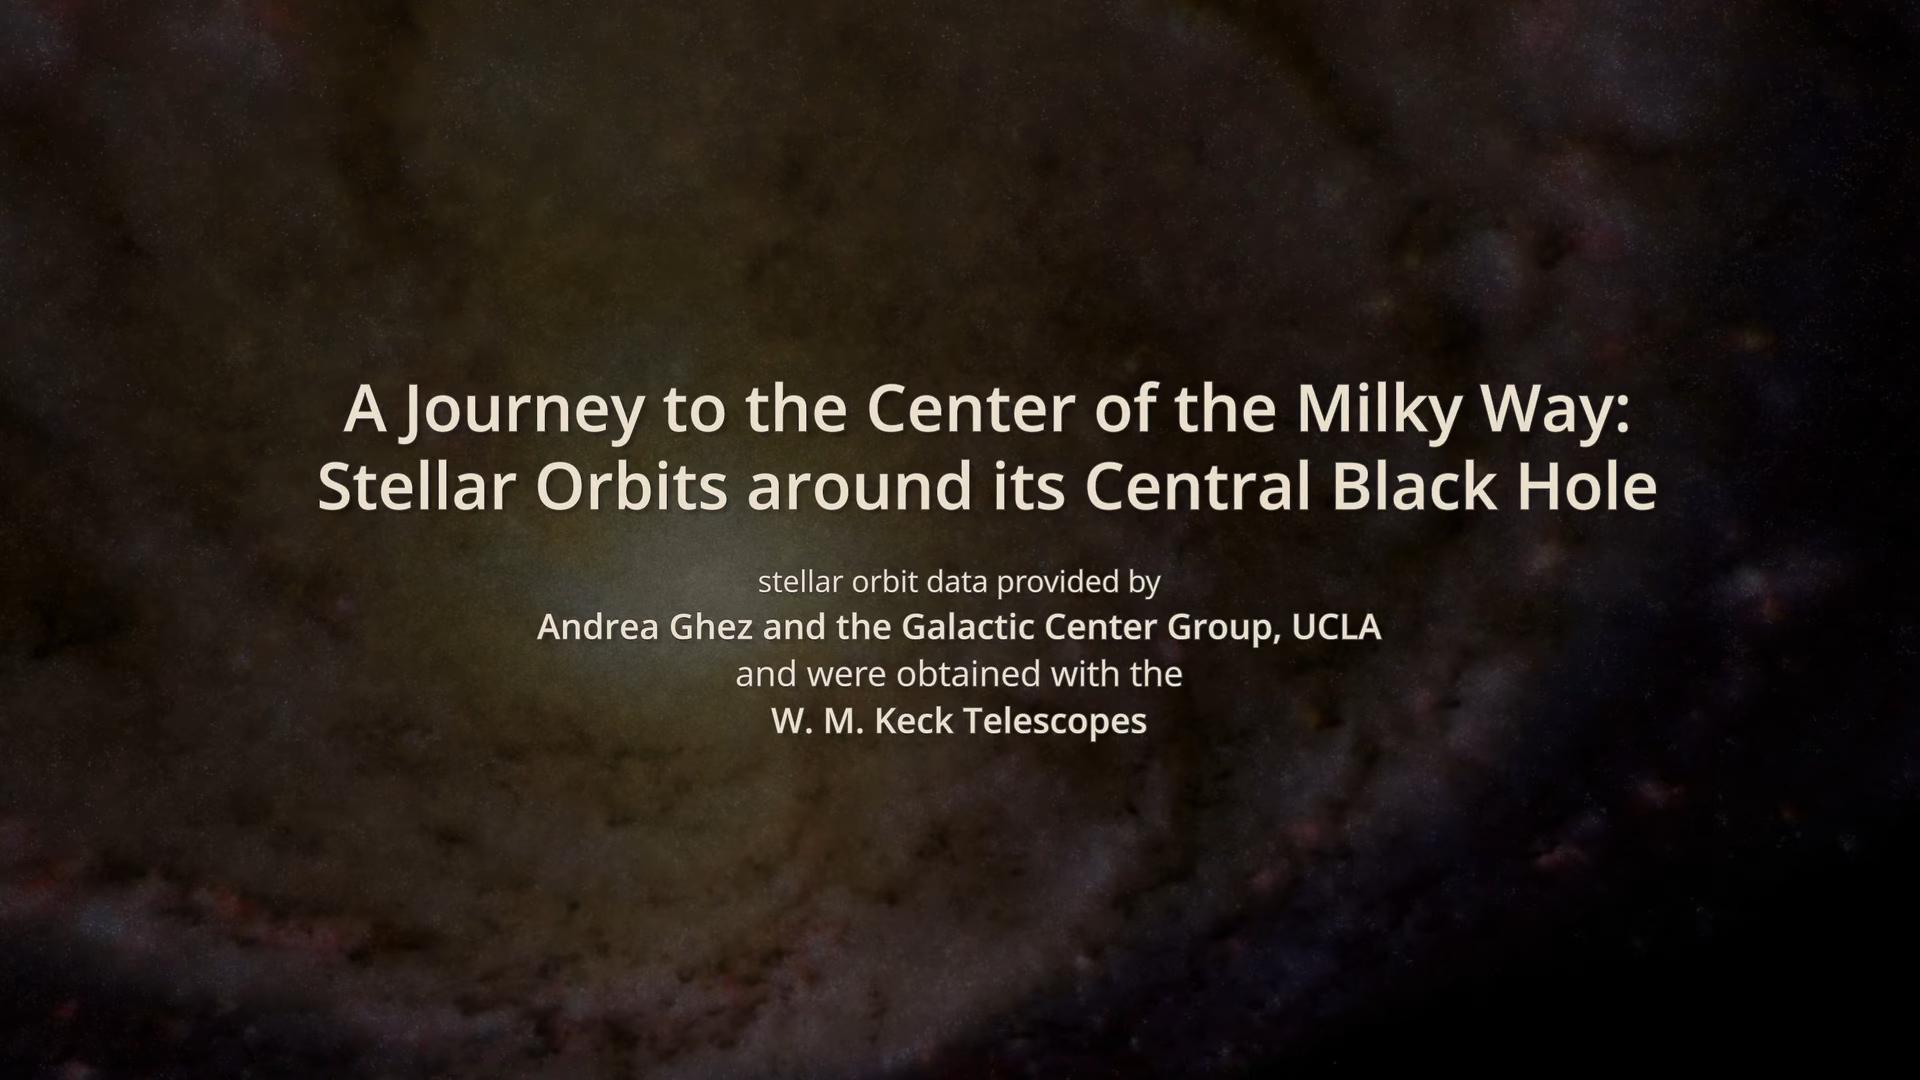 A Journey to the Center of the Milky Way:
Stellar Orbits around its Central Black Hole
stellar orbit data provided by
Andrea Ghez and the Galactic Center Group, UCLA
and were obtained with the
W. M. Keck Telescopes